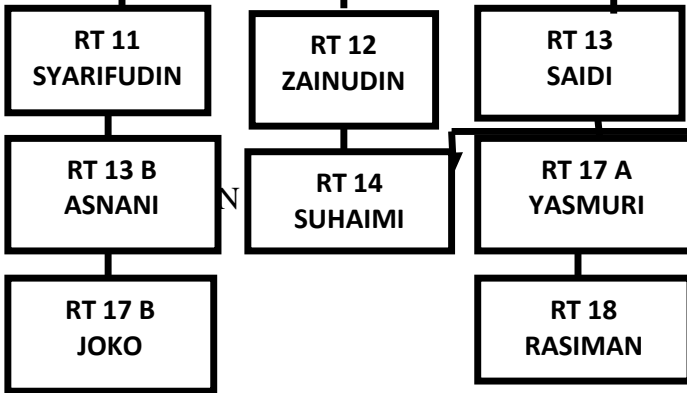 RT 11
SYARIFUDIN
RT 12
ZAINUDIN
RT 13
SAIDI
RT 13 B
ASNANI
N
RT 14
SUHAIMI
RT 17 A
YASMURI
RT 17 B
JOKO
RT 18
RASIMAN